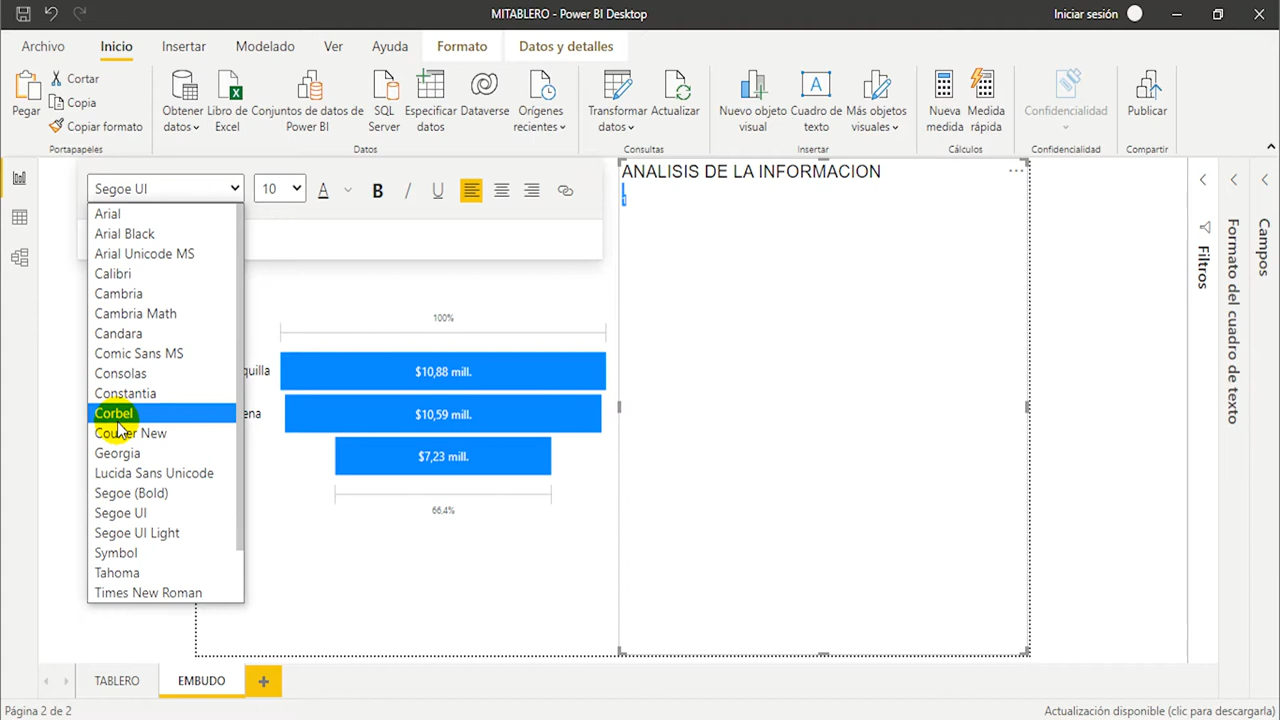 MITABLERO - Power BI Desktop
Iniciar sesión
Archivo
Inicio
Insertar
Modelado
Ver
Ayuda
Formato
Datos y detalles
Pegar
Cortar
Copia
Copiar formato
Portapapeles
Obtener
datos
Libro de
Excel
Conjuntos de datos de
Power BI
SQL
Server
Especificar
datos
Dataverse
Orígenes
recientes
Datos
Transformar
datos
Actualizar
Consultas
Nuevo objeto
visual
Cuadro de
texto
Más objetos
visuales
Insertar
Nueva
medida
Medida
rápida
Cálculos
Confidencialidad
Confidencialidad
Publicar
Compartir
Segoe UI
10
A
B
I
U
Arial
Arial Black
Arial Unicode MS
Calibri
Cambria
Cambria Math
Candara
Comic Sans MS
Consolas
Constantia
Corbel
Courier New
Georgia
Lucida Sans Unicode
Segoe (Bold)
Segoe UI
Segoe UI Light
Symbol
Tahoma
Times New Roman
100%
quilla
$10,88 mill.
ena
$10,59 mill.
$7,23 mill.
66,4%
ANALISIS DE LA INFORMACION
Filtros
Formato del cuadro de texto
Campos
TABLERO
EMBUDO
Página 2 de 2
Actualización disponible (clic para descargarla)